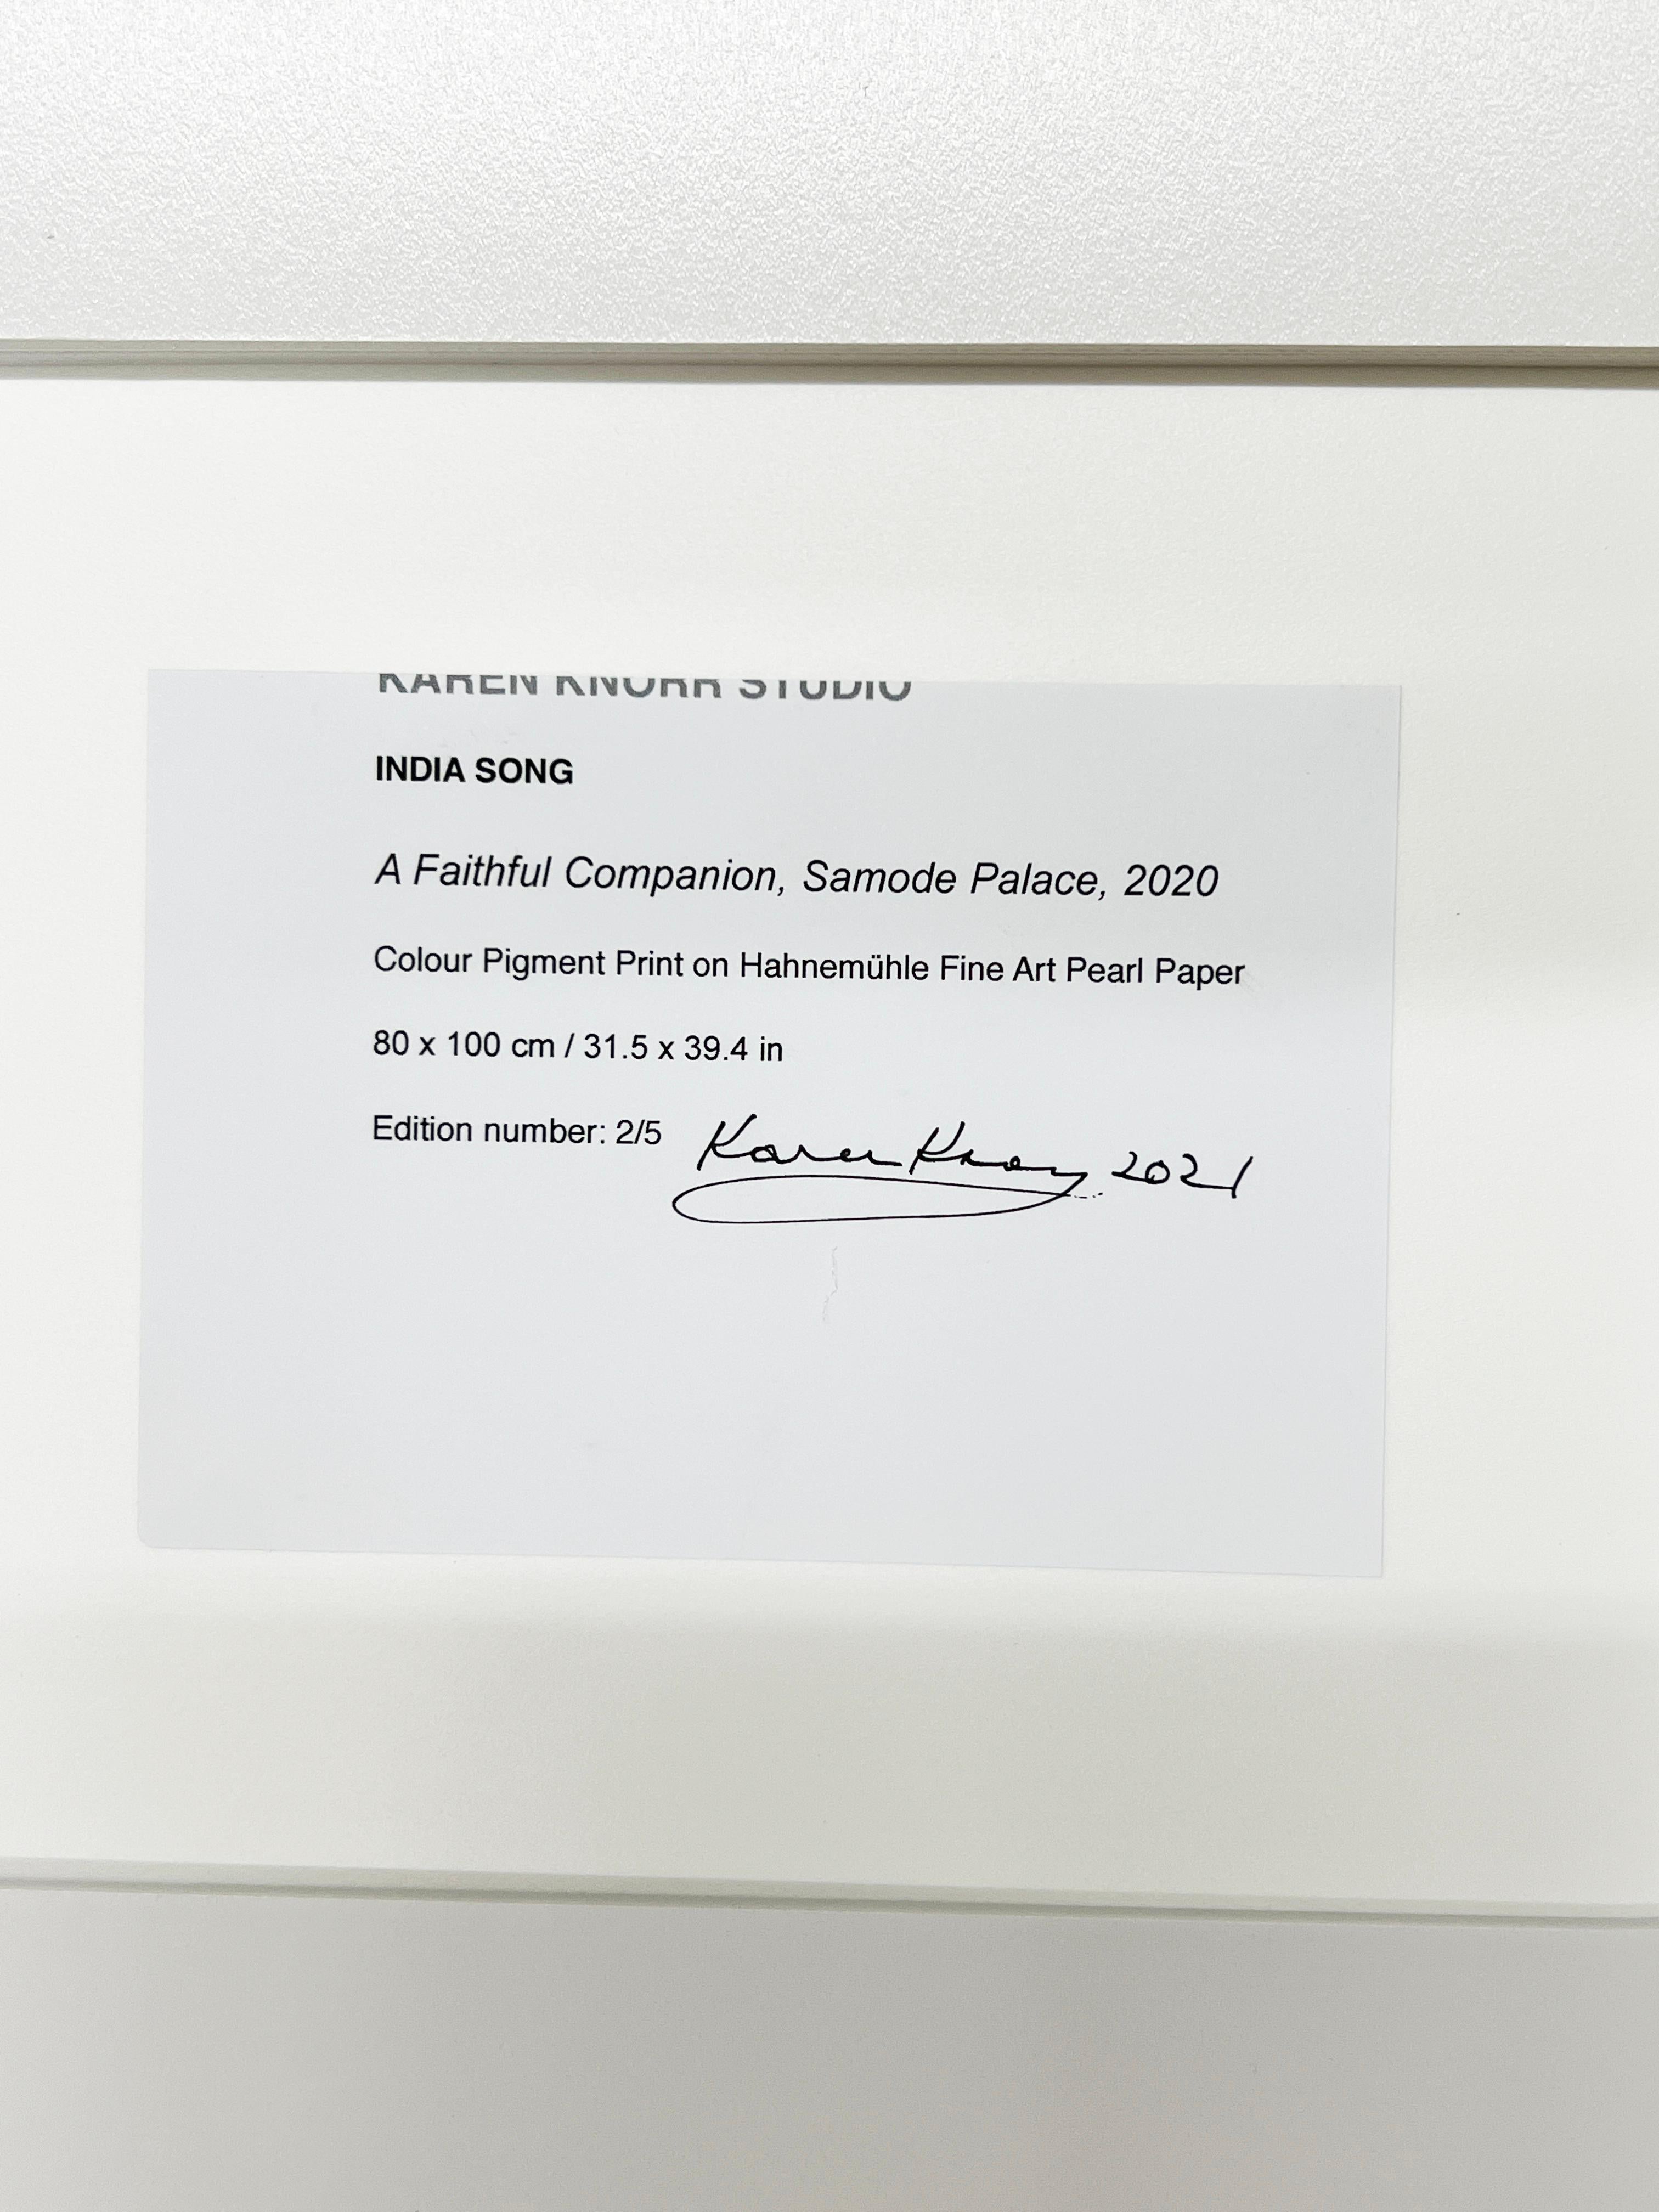 KAREN KNORR STUDIO
INDIA SONG
A Faithful Companion, Samode Palace, 2020
Colour Pigment Print on Hahnemühle Fine Art Pearl Paper
80 x 100 cm / 31.5 x 39.4 in
Edition number: 2/5 Karen Knorr 2021